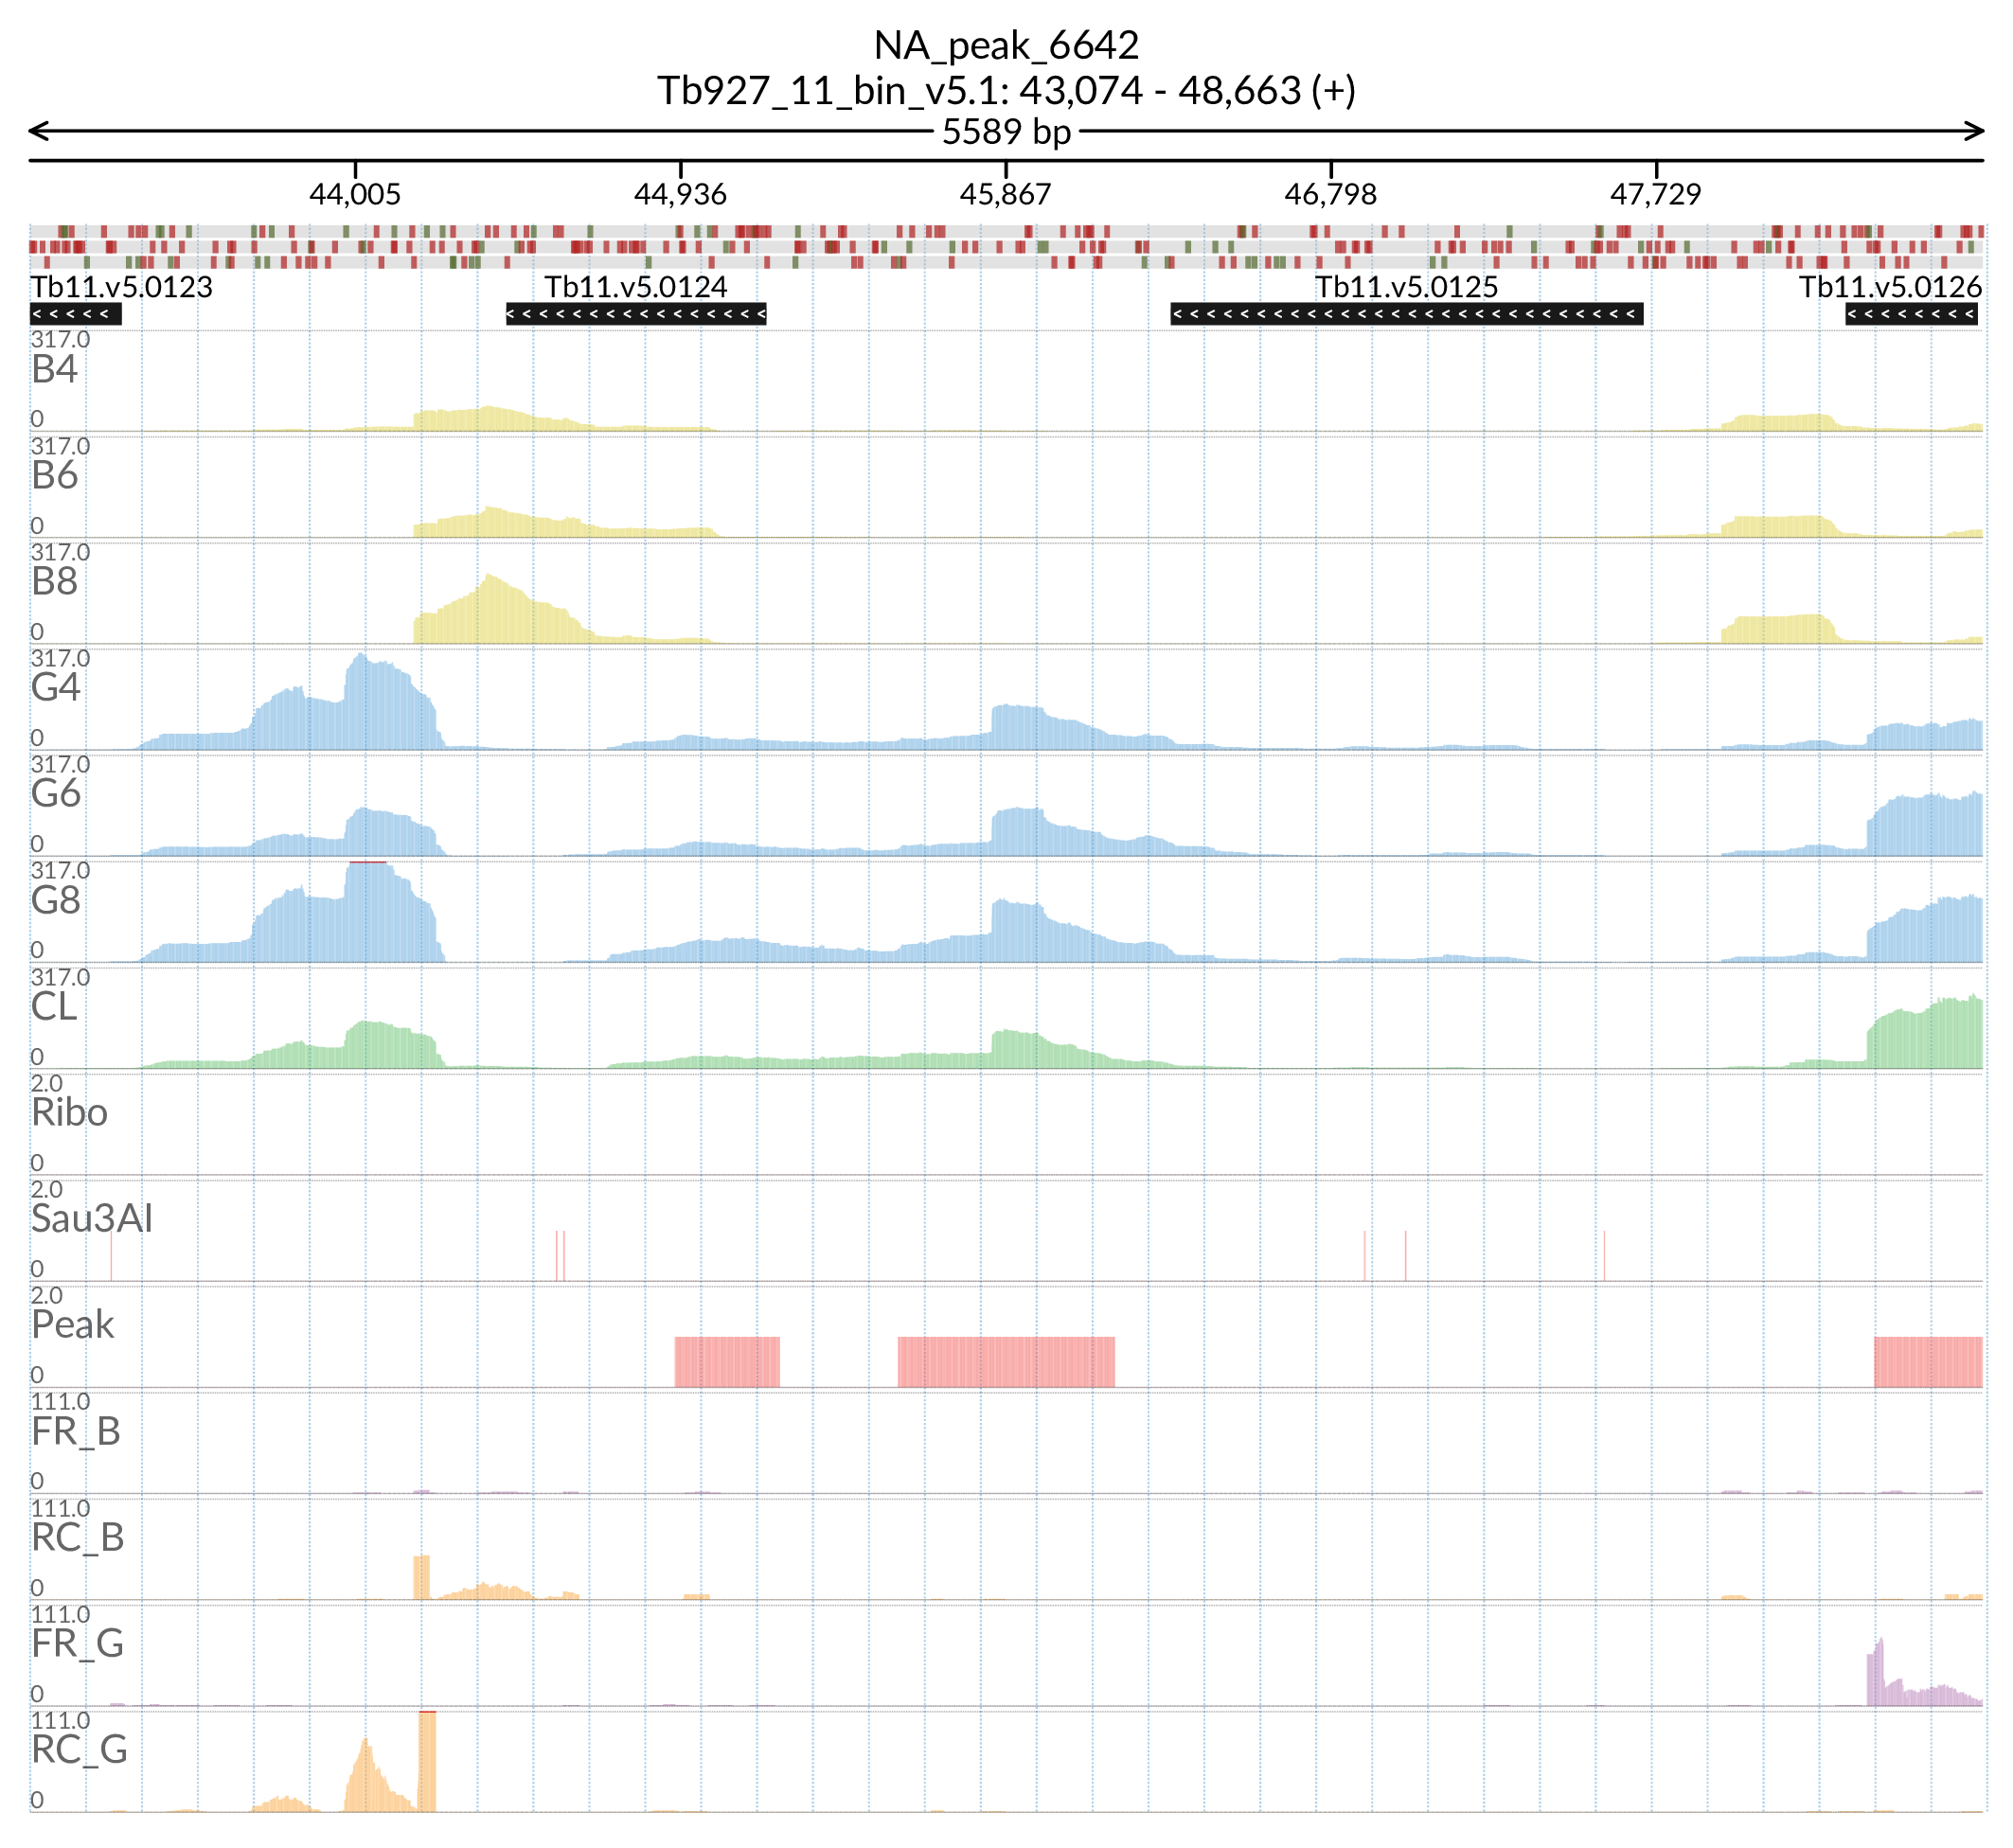 NA_peak_6642
Tb927_11_bin_v5.1: 43,074 - 48,663 (+)
5589 bp
44,005 44,936 45,867 46,798 47,729
Tb11.v5.0123 Tb11.v5.0124 Tb11.v5.0125 Tb11.v5.0126
317.0
B4
0
317.0
B6
0
317.0
B8
0
317.0
G4
0
317.0
G6
0
317.0
G8
0
317.0
CL
0
2.0
Ribo
0
2.0
Sau3AI
0
2.0
Peak
0
111.0
FR_B
0
111.0
RC_B
0
111.0
FR_G
0
111.0
RC_G
0